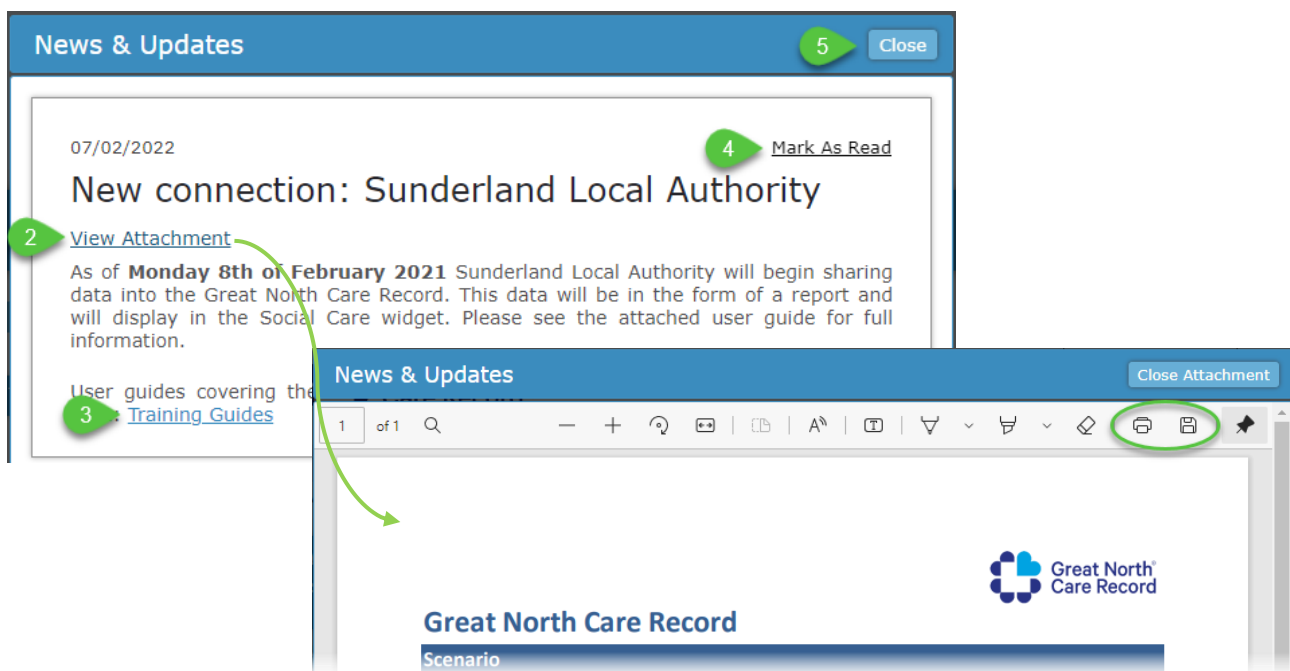 News & Updates
5
Close
07/02/2022
4
Mark As Read
New connection: Sunderland Local Authority
2
View Attachment
As of Monday 8th of February 2021 Sunderland Local Authority will begin sharing
data into the Great North Care Record. This data will be in the form of a report and
will display in the Social Care widget. Please see the attached user guide for full
information.
User guides covering the
3
: Training Guides
News & Updates
Close Attachment
1 of 1
Great North
Care Record
Great North Care Record
Scenario